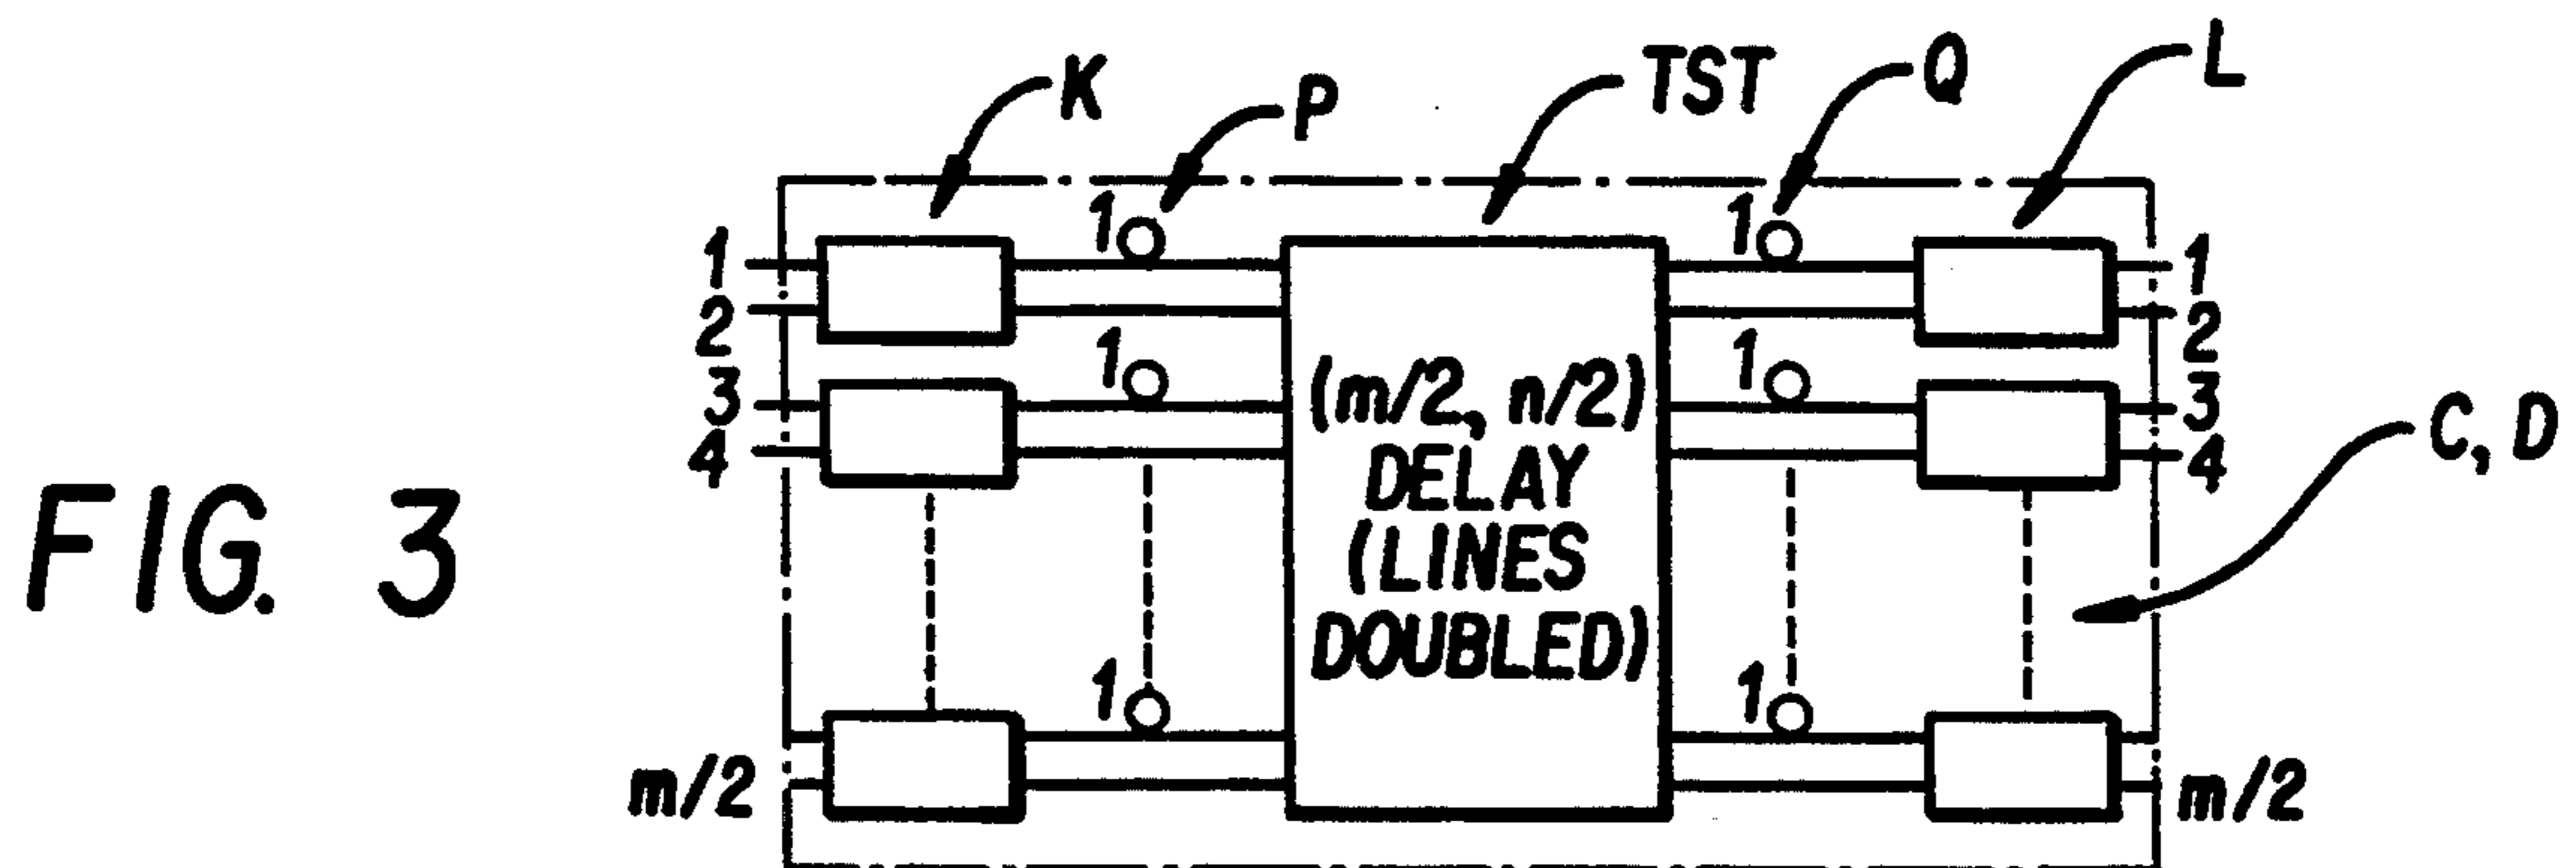 K P TST Q L
1 1
1 1
2 2
1 1
3 3
4 4
(m/2, n/2)
DELAY
(LINES
DOUBLED)
C, D
FIG. 3
1 1
m/2 m/2